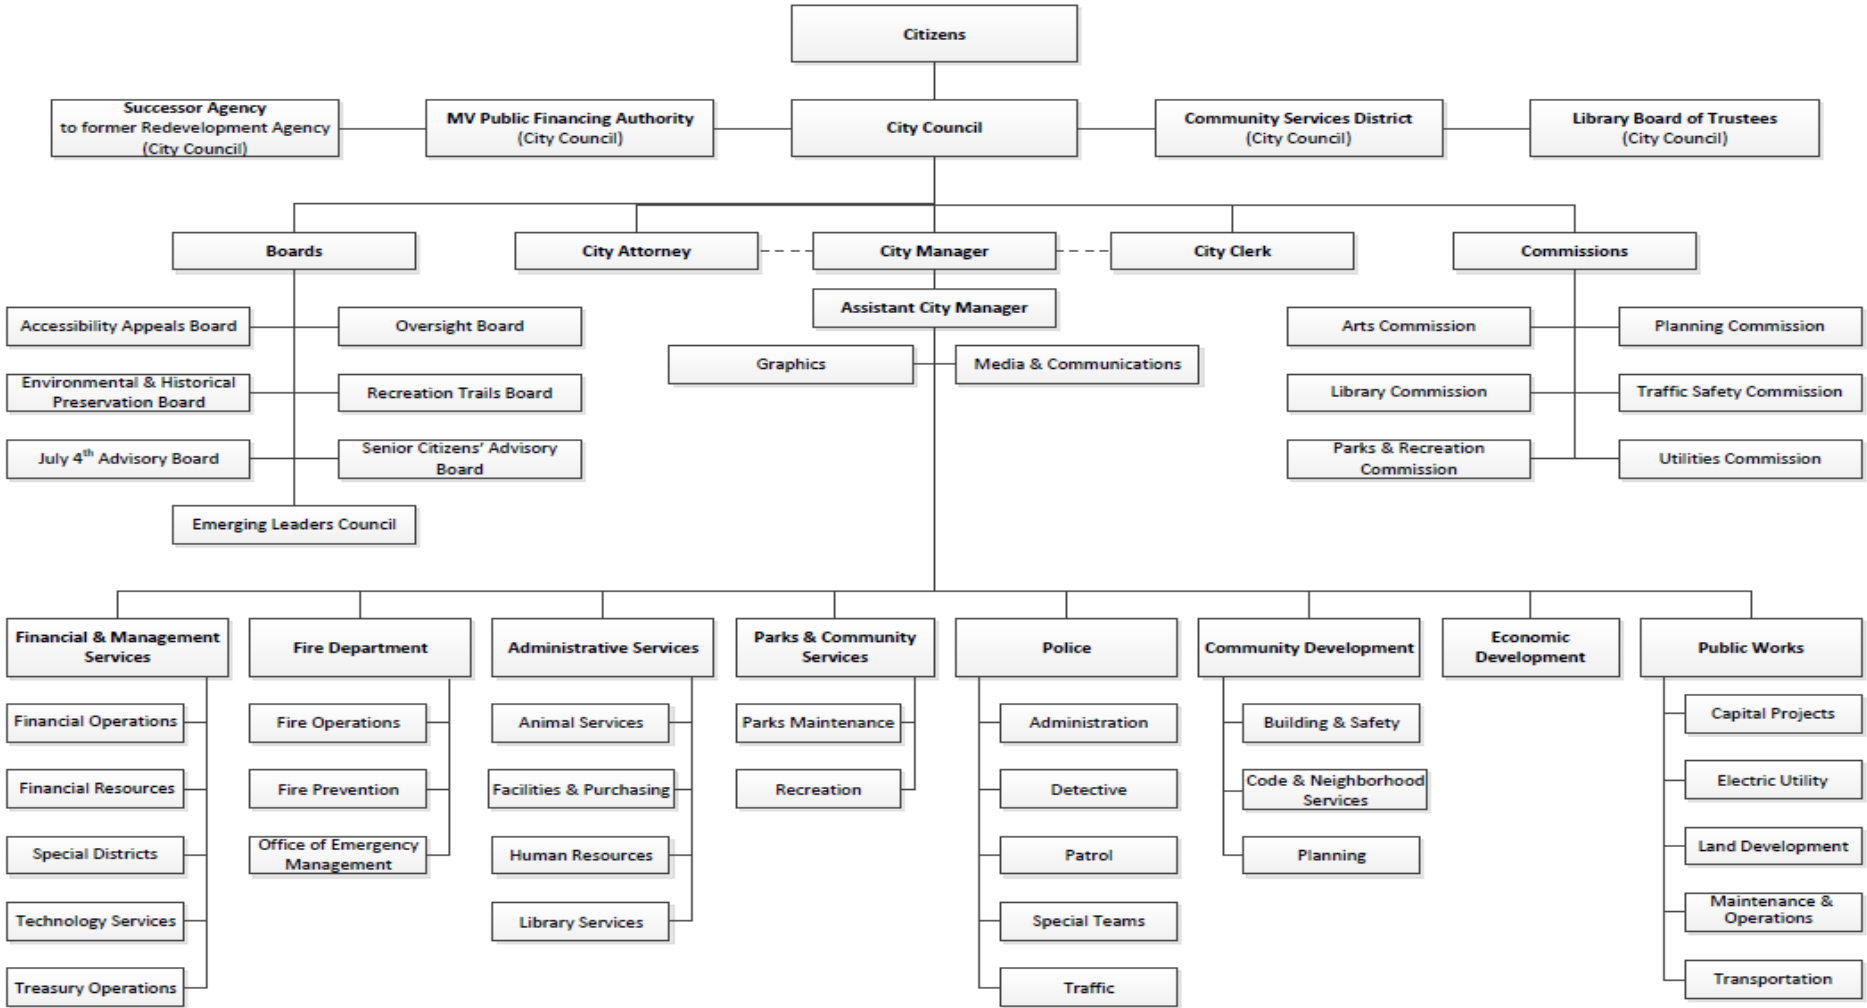 Citizens
Successor Agency
to former Redevelopment Agency
(City Council)
MV Public Financing Authority
(City Council)
City Council
Community Services District
(City Council)
Library Board of Trustees
(City Council)
Boards
City Attorney
City Manager
City Clerk
Commissions
Assistant City Manager
Accessibility Appeals Board
Oversight Board
Arts Commission
Planning Commission
Graphics
Media & Communications
Environmental & Historical
Preservation Board
Recreation Trails Board
Library Commission
Traffic Safety Commission
July 4th Advisory Board
Senior Citizens’ Advisory
Board
Parks & Recreation
Commission
Utilities Commission
Emerging Leaders Council
Financial & Management
Services
Fire Department
Administrative Services
Parks & Community
Services
Police
Community Development
Economic
Development
Public Works
Financial Operations
Financial Resources
Special Districts
Technology Services
Treasury Operations
Fire Operations
Fire Prevention
Office of Emergency
Management
Animal Services
Facilities & Purchasing
Human Resources
Library Services
Parks Maintenance
Recreation
Administration
Detective
Patrol
Special Teams
Traffic
Building & Safety
Code & Neighborhood
Services
Planning
Capital Projects
Electric Utility
Land Development
Maintenance &
Operations
Transportation